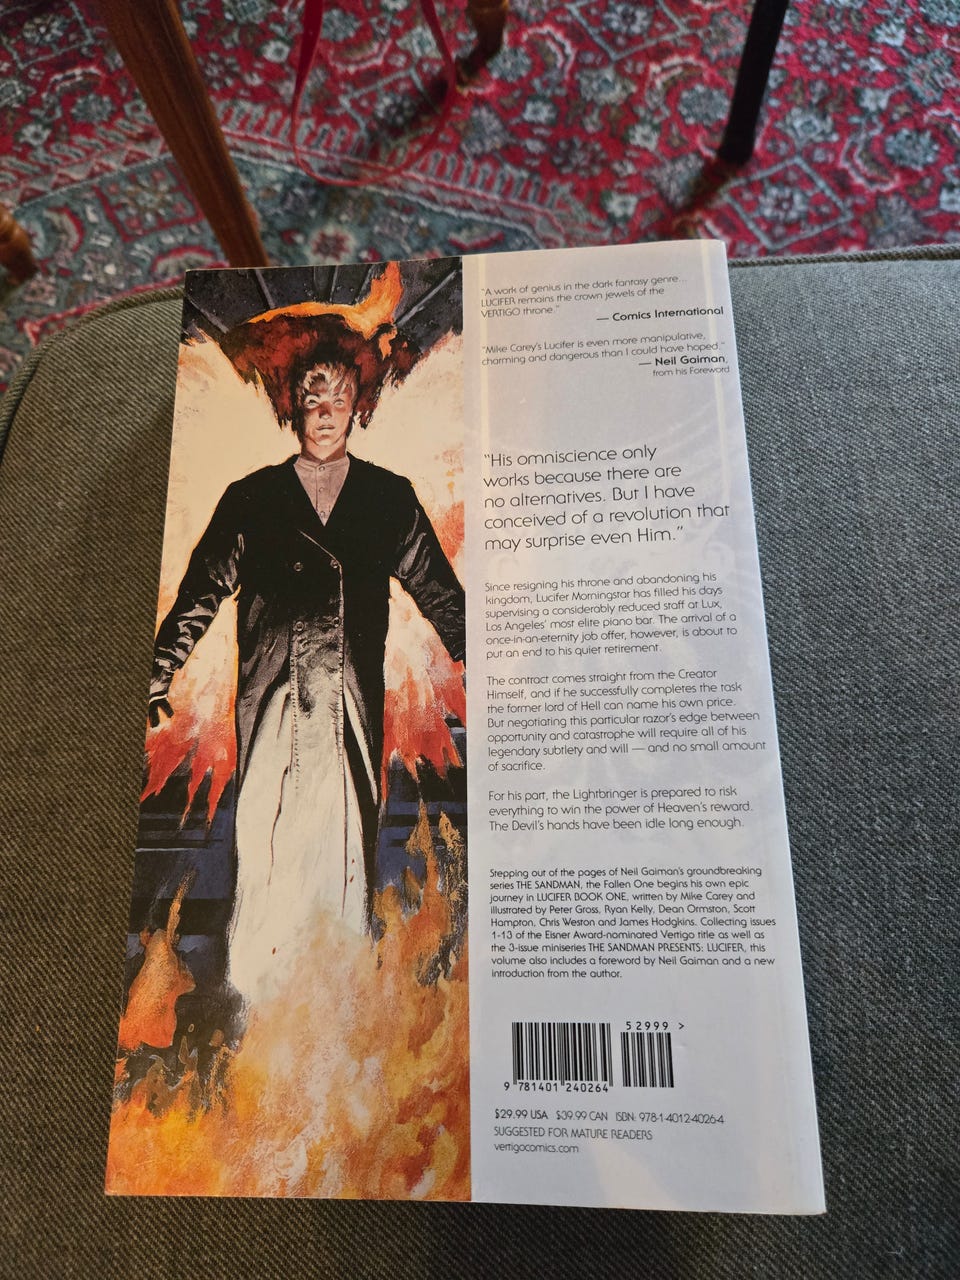 "A work of genius in the dark fantasy genre...
LUCIFER remains the crown jewels of the
VERTIGO throne."
— Comics International
"Mike Carey's Lucifer is even more manipulative,
charming and dangerous than I could have hoped."
— Neil Gaiman,
from his Foreword
"His omniscience only
works because there are
no alternatives. But I have
conceived of a revolution that
may surprise even Him."
Since resigning his throne and abandoning his
kingdom, Lucifer Morningstar has filled his days
supervising a considerably reduced staff at Lux,
Los Angeles' most elite piano bar. The arrival of a
once-in-an-eternity job offer, however, is about to
put an end to his quiet retirement.
The contract comes straight from the Creator
Himself, and if he successfully completes the task
the former lord of Hell can name his own price.
But negotiating this particular razor's edge between
opportunity and catastrophe will require all of his
legendary subtlety and will — and no small amount
of sacrifice.
For his part, the Lightbringer is prepared to risk
everything to win the power of Heaven's reward.
The Devil's hands have been idle long enough.
Stepping out of the pages of Neil Gaiman's groundbreaking
series THE SANDMAN, the Fallen One begins his own epic
journey in LUCIFER BOOK ONE, written by Mike Carey and
illustrated by Peter Gross, Ryan Kelly, Dean Ormston, Scott
Hampton, Chris Weston and James Hodgkins. Collecting issues
1-13 of the Eisner Award-nominated Vertigo title as well as
the 3-issue miniseries THE SANDMAN PRESENTS: LUCIFER, this
volume also includes a foreword by Neil Gaiman and a new
introduction from the author.
52999 >
9 781401 240264
$29.99 USA $39.99 CAN ISBN: 978-1-4012-4026-4
SUGGESTED FOR MATURE READERS
vertigocomics.com